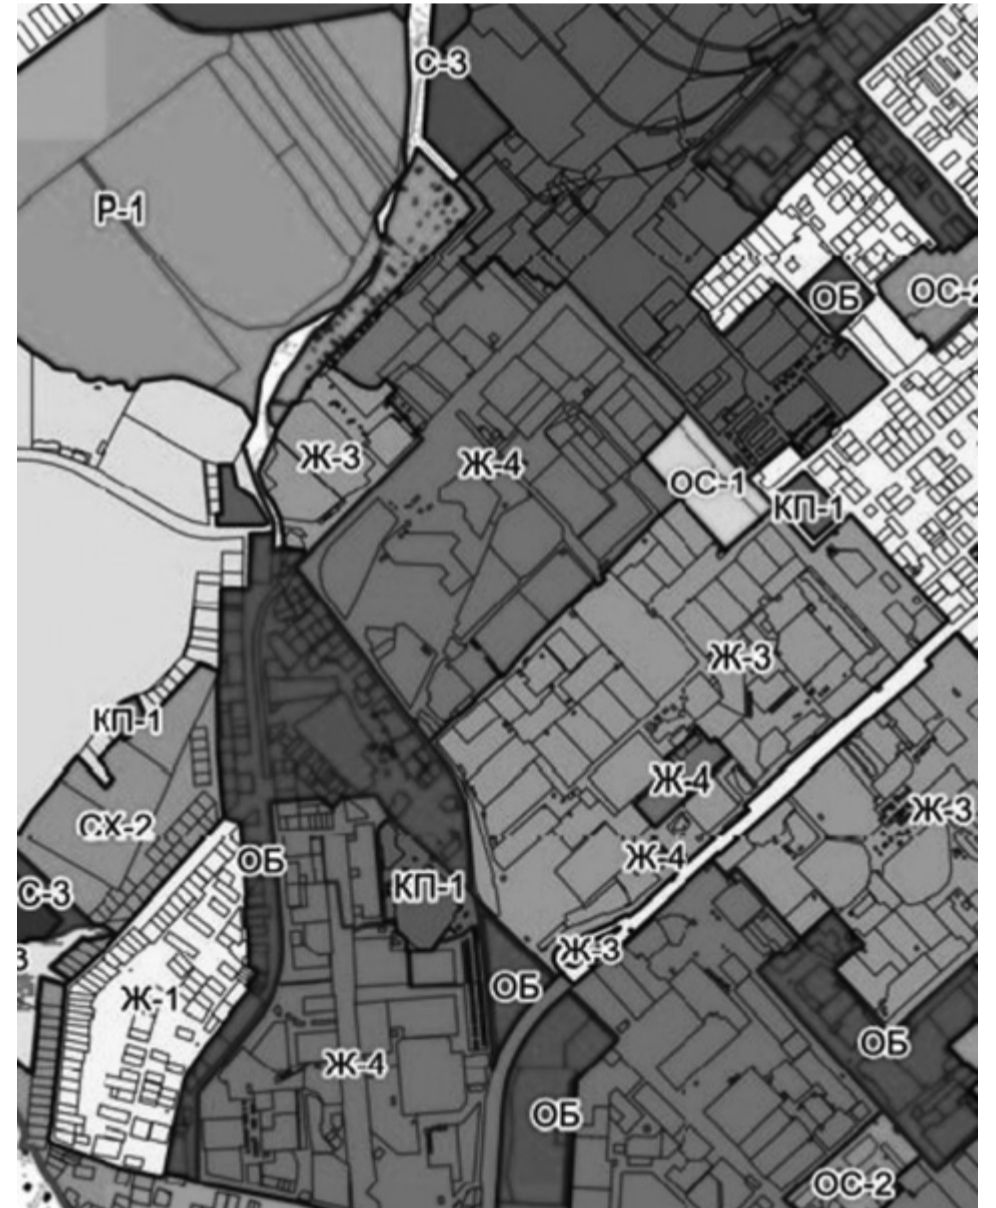 С-3
Р-1
ОБ
ОС-2
Ж-3
Ж-4
ОС-1
КП-1
Ж-3
КП-1
Ж-4
СХ-2
Ж-3
ОБ
Ж-4
С-3
КП-1
Ж-3
З
Ж-1
ОБ
ОБ
Ж-4
ОБ
ОС-2